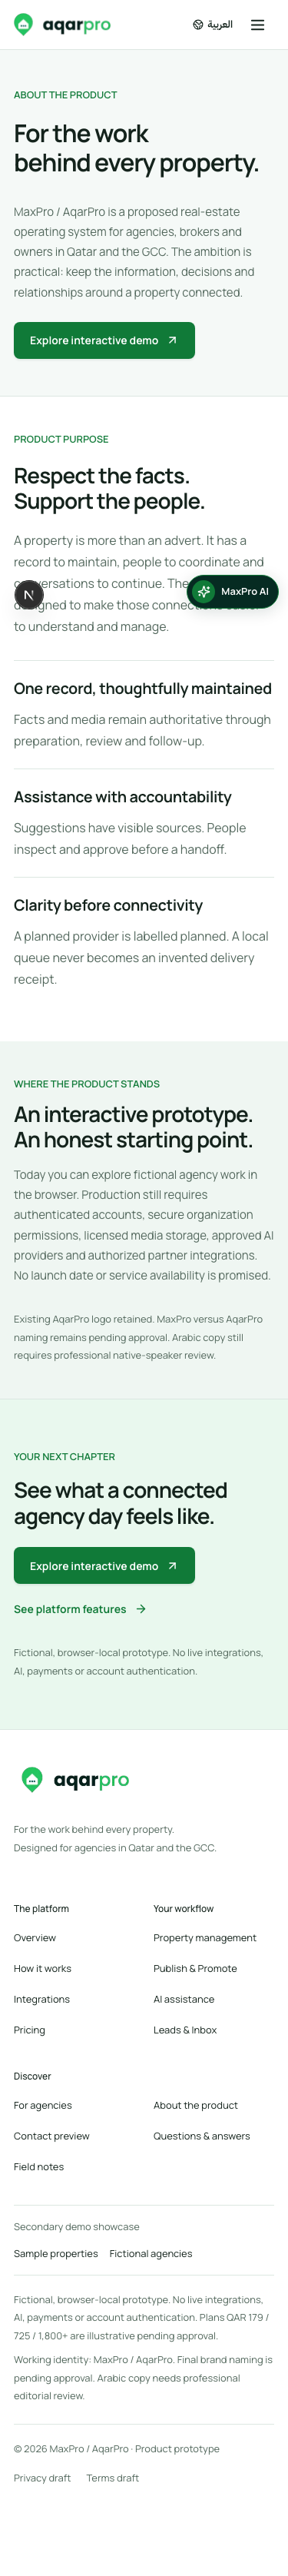 aqarpro
العربية
ABOUT THE PRODUCT
For the work
behind every property.
MaxPro / AqarPro is a proposed real-estate
operating system for agencies, brokers and
owners in Qatar and the GCC. The ambition is
practical: keep the information, decisions and
relationships around a property connected.
Explore interactive demo
PRODUCT PURPOSE
Respect the facts.
Support the people.
A property is more than an advert. It has a
record to maintain, people to coordinate and
conversations to continue. The
N
MaxPro AI
designed to make those
to understand and manage.
One record, thoughtfully maintained
Facts and media remain authoritative through
preparation, review and follow-up.
Assistance with accountability
Suggestions have visible sources. People
inspect and approve before a handoff.
Clarity before connectivity
A planned provider is labelled planned. A local
queue never becomes an invented delivery
receipt.
WHERE THE PRODUCT STANDS
An interactive prototype.
An honest starting point.
Today you can explore fictional agency work in
the browser. Production still requires
authenticated accounts, secure organization
permissions, licensed media storage, approved AI
providers and authorized partner integrations.
No launch date or service availability is promised.
Existing AqarPro logo retained. MaxPro versus AqarPro
naming remains pending approval. Arabic copy still
requires professional native-speaker review.
YOUR NEXT CHAPTER
See what a connected
agency day feels like.
Explore interactive demo
See platform features
Fictional, browser-local prototype. No live integrations,
AI, payments or account authentication.
aqarpro
For the work behind every property.
Designed for agencies in Qatar and the GCC.
The platform
Overview
How it works
Integrations
Pricing
Your workflow
Property management
Publish & Promote
AI assistance
Leads & Inbox
Discover
For agencies
About the product
Contact preview
Questions & answers
Field notes
Secondary demo showcase
Sample properties Fictional agencies
Fictional, browser-local prototype. No live integrations,
AI, payments or account authentication. Plans QAR 179 /
725 / 1,800+ are illustrative pending approval.
Working identity: MaxPro / AqarPro. Final brand naming is
pending approval. Arabic copy needs professional
editorial review.
© 2026 MaxPro / AqarPro · Product prototype
Privacy draft Terms draft